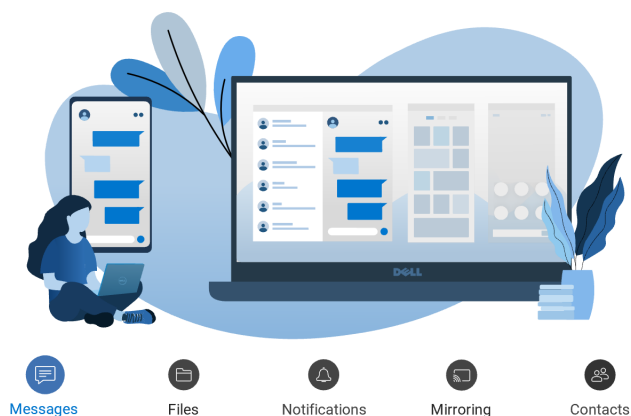 DELL
Messages
Files
Notifications
Mirroring
Contacts